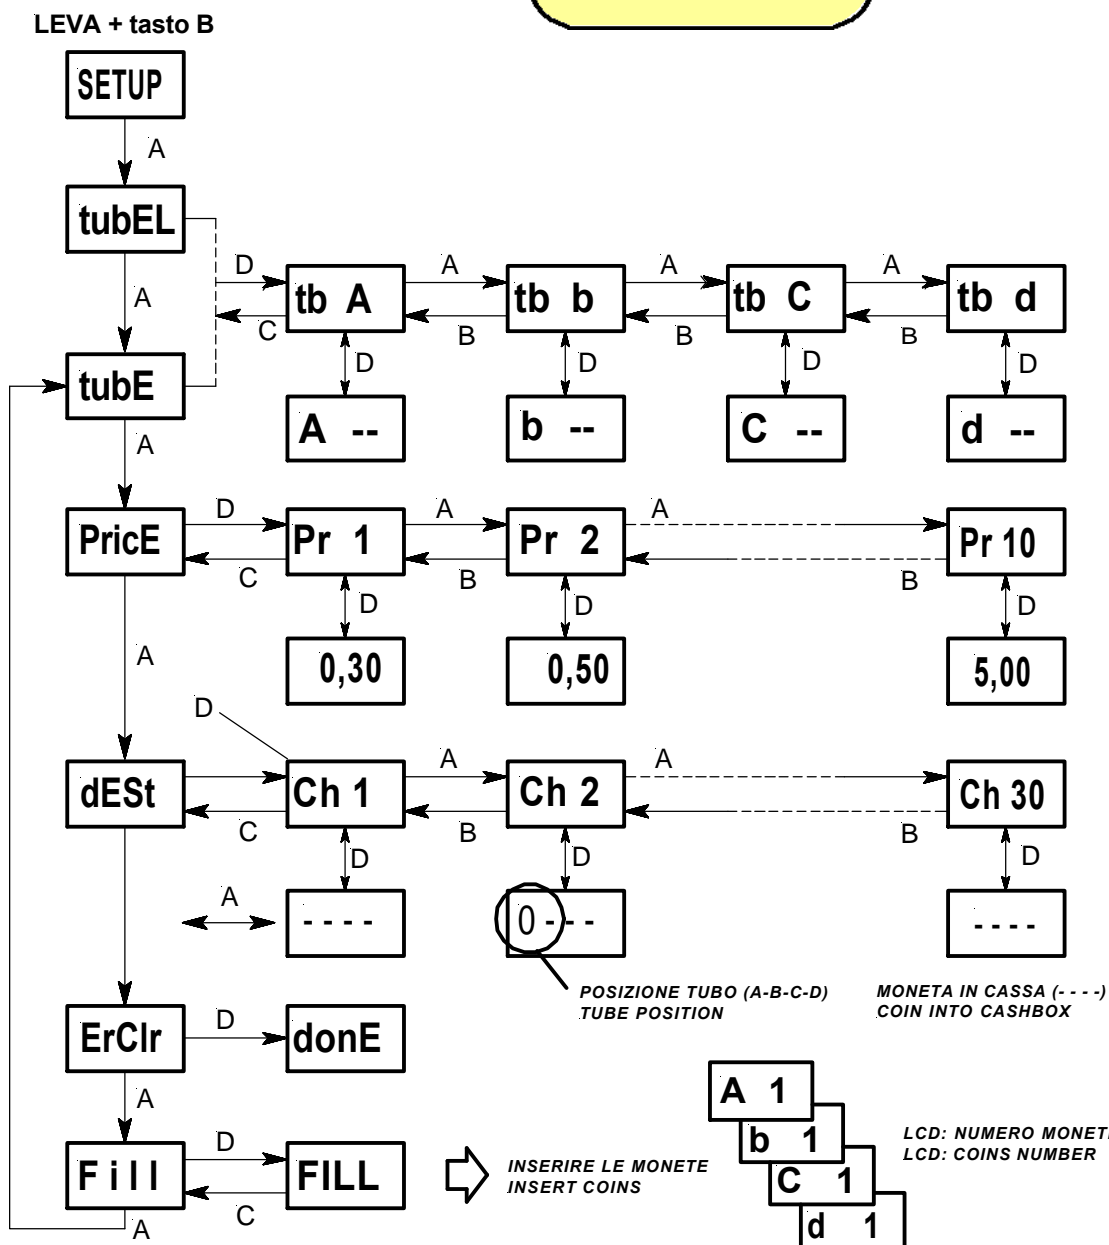 LEVA + tasto B
SETUP
A
tubEL
D
A
A
A
tb A
tb b
tb C
tb d
A
C
B
B
B
tubE
D
D
D
D
A --
b --
C --
d --
A
D
A
A
PricE
Pr 1
Pr 2
Pr 10
C
B
B
D
D
D
0,30
0,50
5,00
A
D
A
A
dESt
Ch 1
Ch 2
Ch 30
C
B
B
D
D
D
A
- - - -
0 - - -
- - - -
POSIZIONE TUBO (A-B-C-D)
TUBE POSITION
MONETA IN CASSA (- - - -)
COIN INTO CASHBOX
ErClr
D
donE
A
A 1
b 1
C 1
d 1
LCD: NUMERO MONET
LCD: COINS NUMBER
Fill
D
FILL
C
INSERIRE LE MONETE
INSERT COINS
A